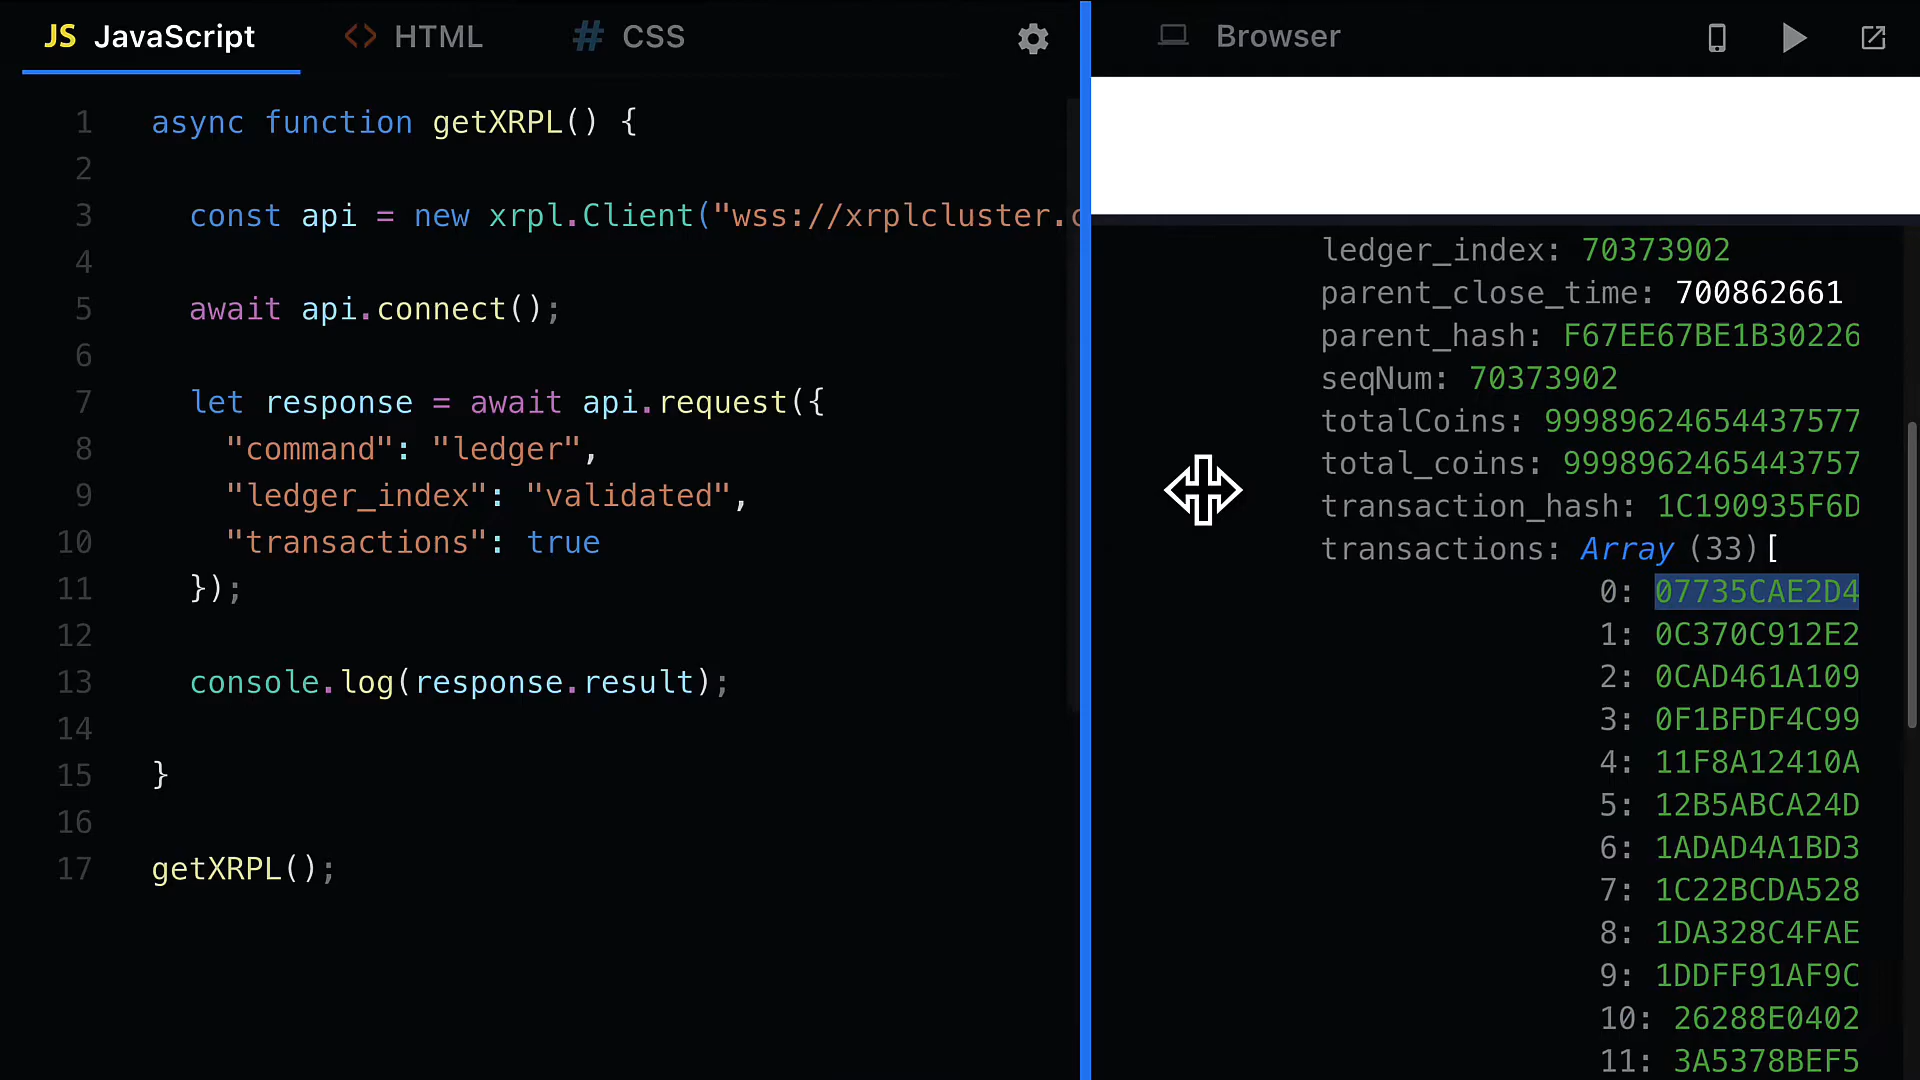 JS JavaScript
<> HTML
# CSS
Browser
1 async function getXRPL() {
2
3 const api = new xrpl.Client("wss://xrplcluster.
4
5 await api.connect();
6
7 let response = await api.request({
8 "command": "ledger",
9 "ledger_index": "validated",
10 "transactions": true
11 });
12
13 console.log(response.result);
14
15 }
16
17 getXRPL();
ledger_index: 70373902
parent_close_time: 700862661
parent_hash: F67EE67BE1B30226
seqNum: 70373902
totalCoins: 99989624654437577
total_coins: 9998962465443757
transaction_hash: 1C190935F6D
transactions: Array (33)[
0: 07735CAE2D4
1: 0C370C912E2
2: 0CAD461A109
3: 0F1BFDF4C99
4: 11F8A12410A
5: 12B5ABCA24D
6: 1ADAD4A1BD3
7: 1C22BCDA528
8: 1DA328C4FAE
9: 1DDFF91AF9C
10: 26288E0402
11: 3A5378BEF5